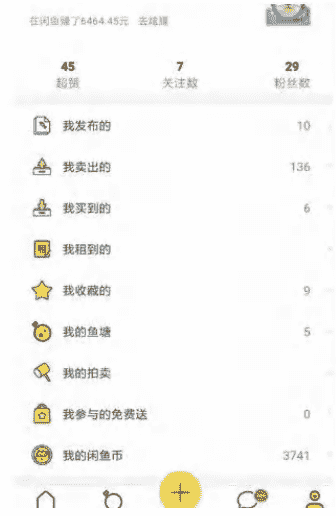 在闲鱼赚了6464.45元 去炫耀
45 7 29
超赞 关注数 粉丝数
我发布的 10
我卖出的 136
我买到的 6
我租到的
我收藏的 9
我的鱼塘 5
我的拍卖
我参与的免费送 0
我的闲鱼币 3741